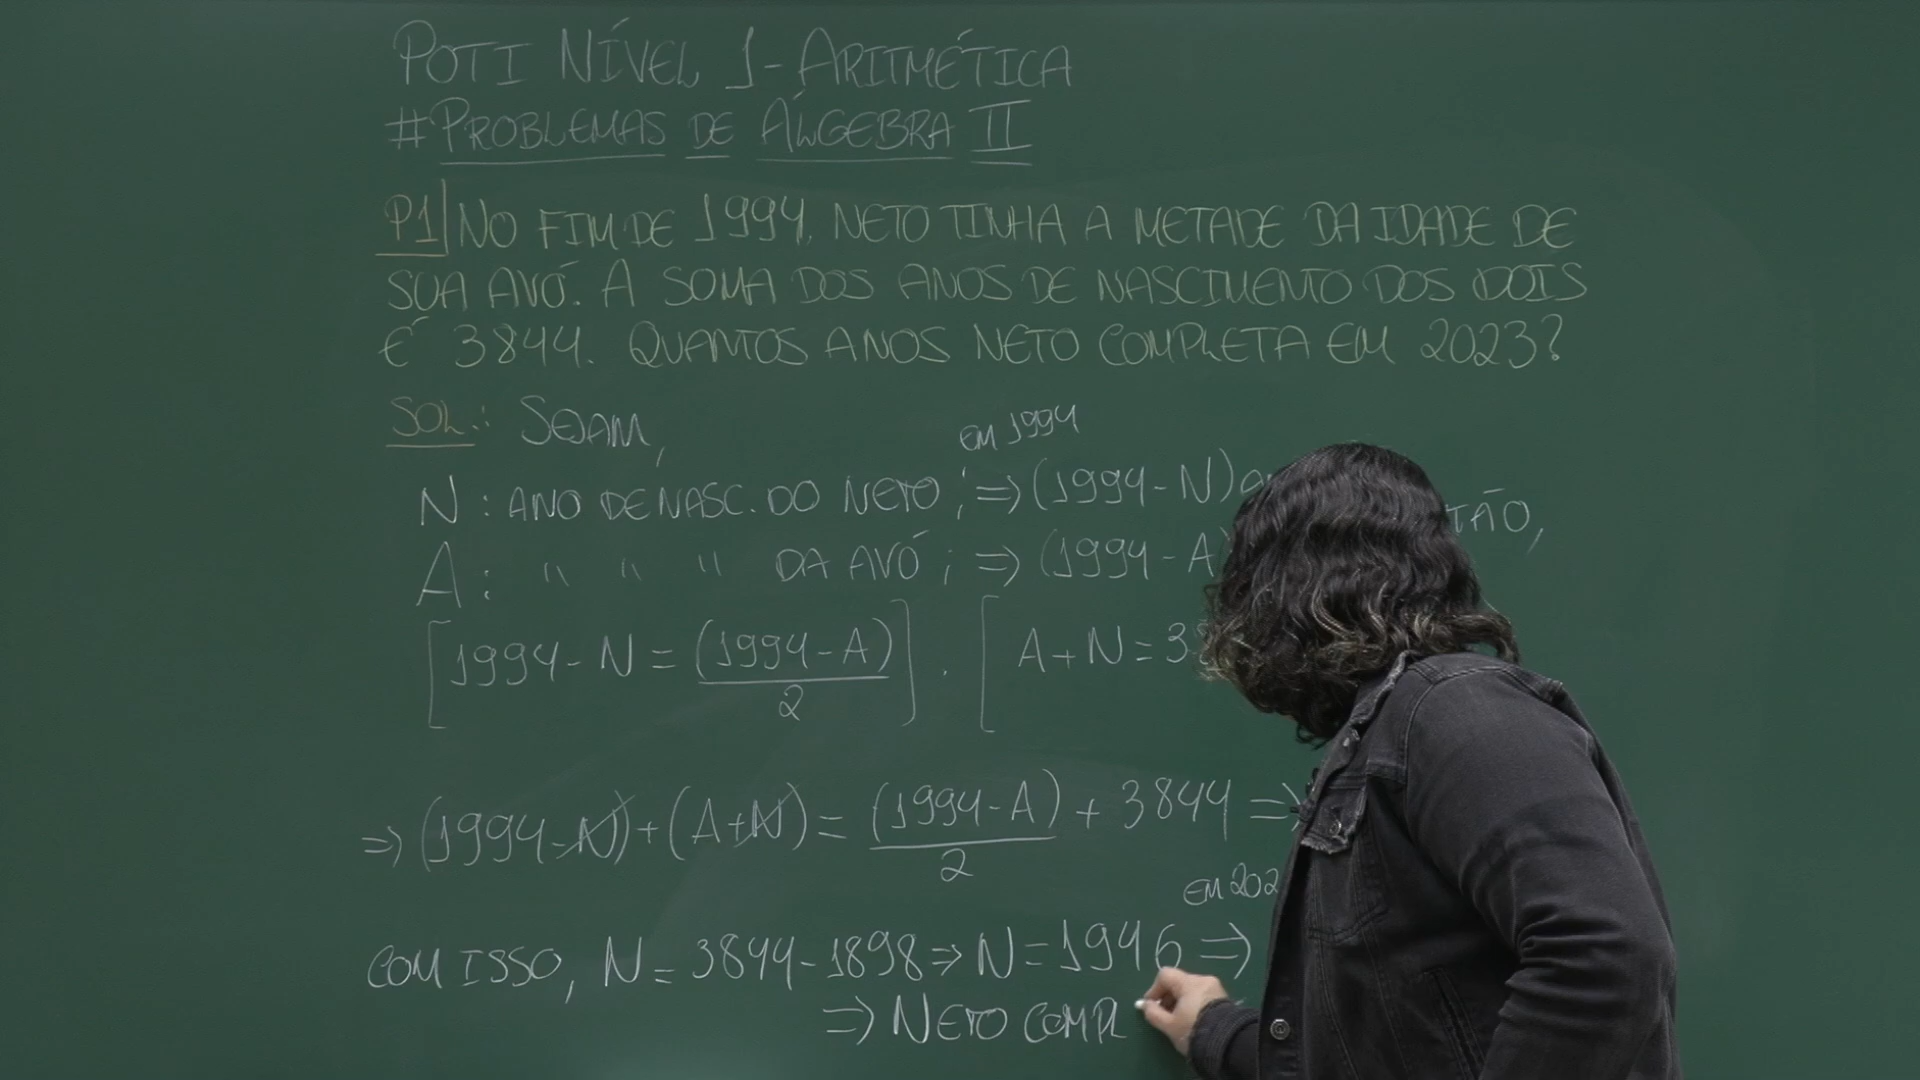 POTI NÍVEL 1 - ARITMÉTICA
# PROBLEMAS DE ÁLGEBRA II
P1| NO FIM DE 1994, NETO TINHA A METADE DA IDADE DE
SUA AVÓ. A SOMA DOS ANOS DE NASCIMENTO DOS DOIS
É 3844. QUANTOS ANOS NETO COMPLETA EM 2023?
SOL.: SEJAM,
EM 1994
N : ANO DE NASC. DO NETO ; ⇒ (1994 - N)
A : " " " DA AVÓ ; ⇒ (1994 - A)
[1994 - N = (1994 - A)/2] . [A + N =
⇒ (1994 - N) + (A + N) = (1994 - A)/2 + 3844 ⇒
EM 202
COM ISSO, N = 3844 - 1898 ⇒ N = 1946 ⇒
⇒ NETO COMPL